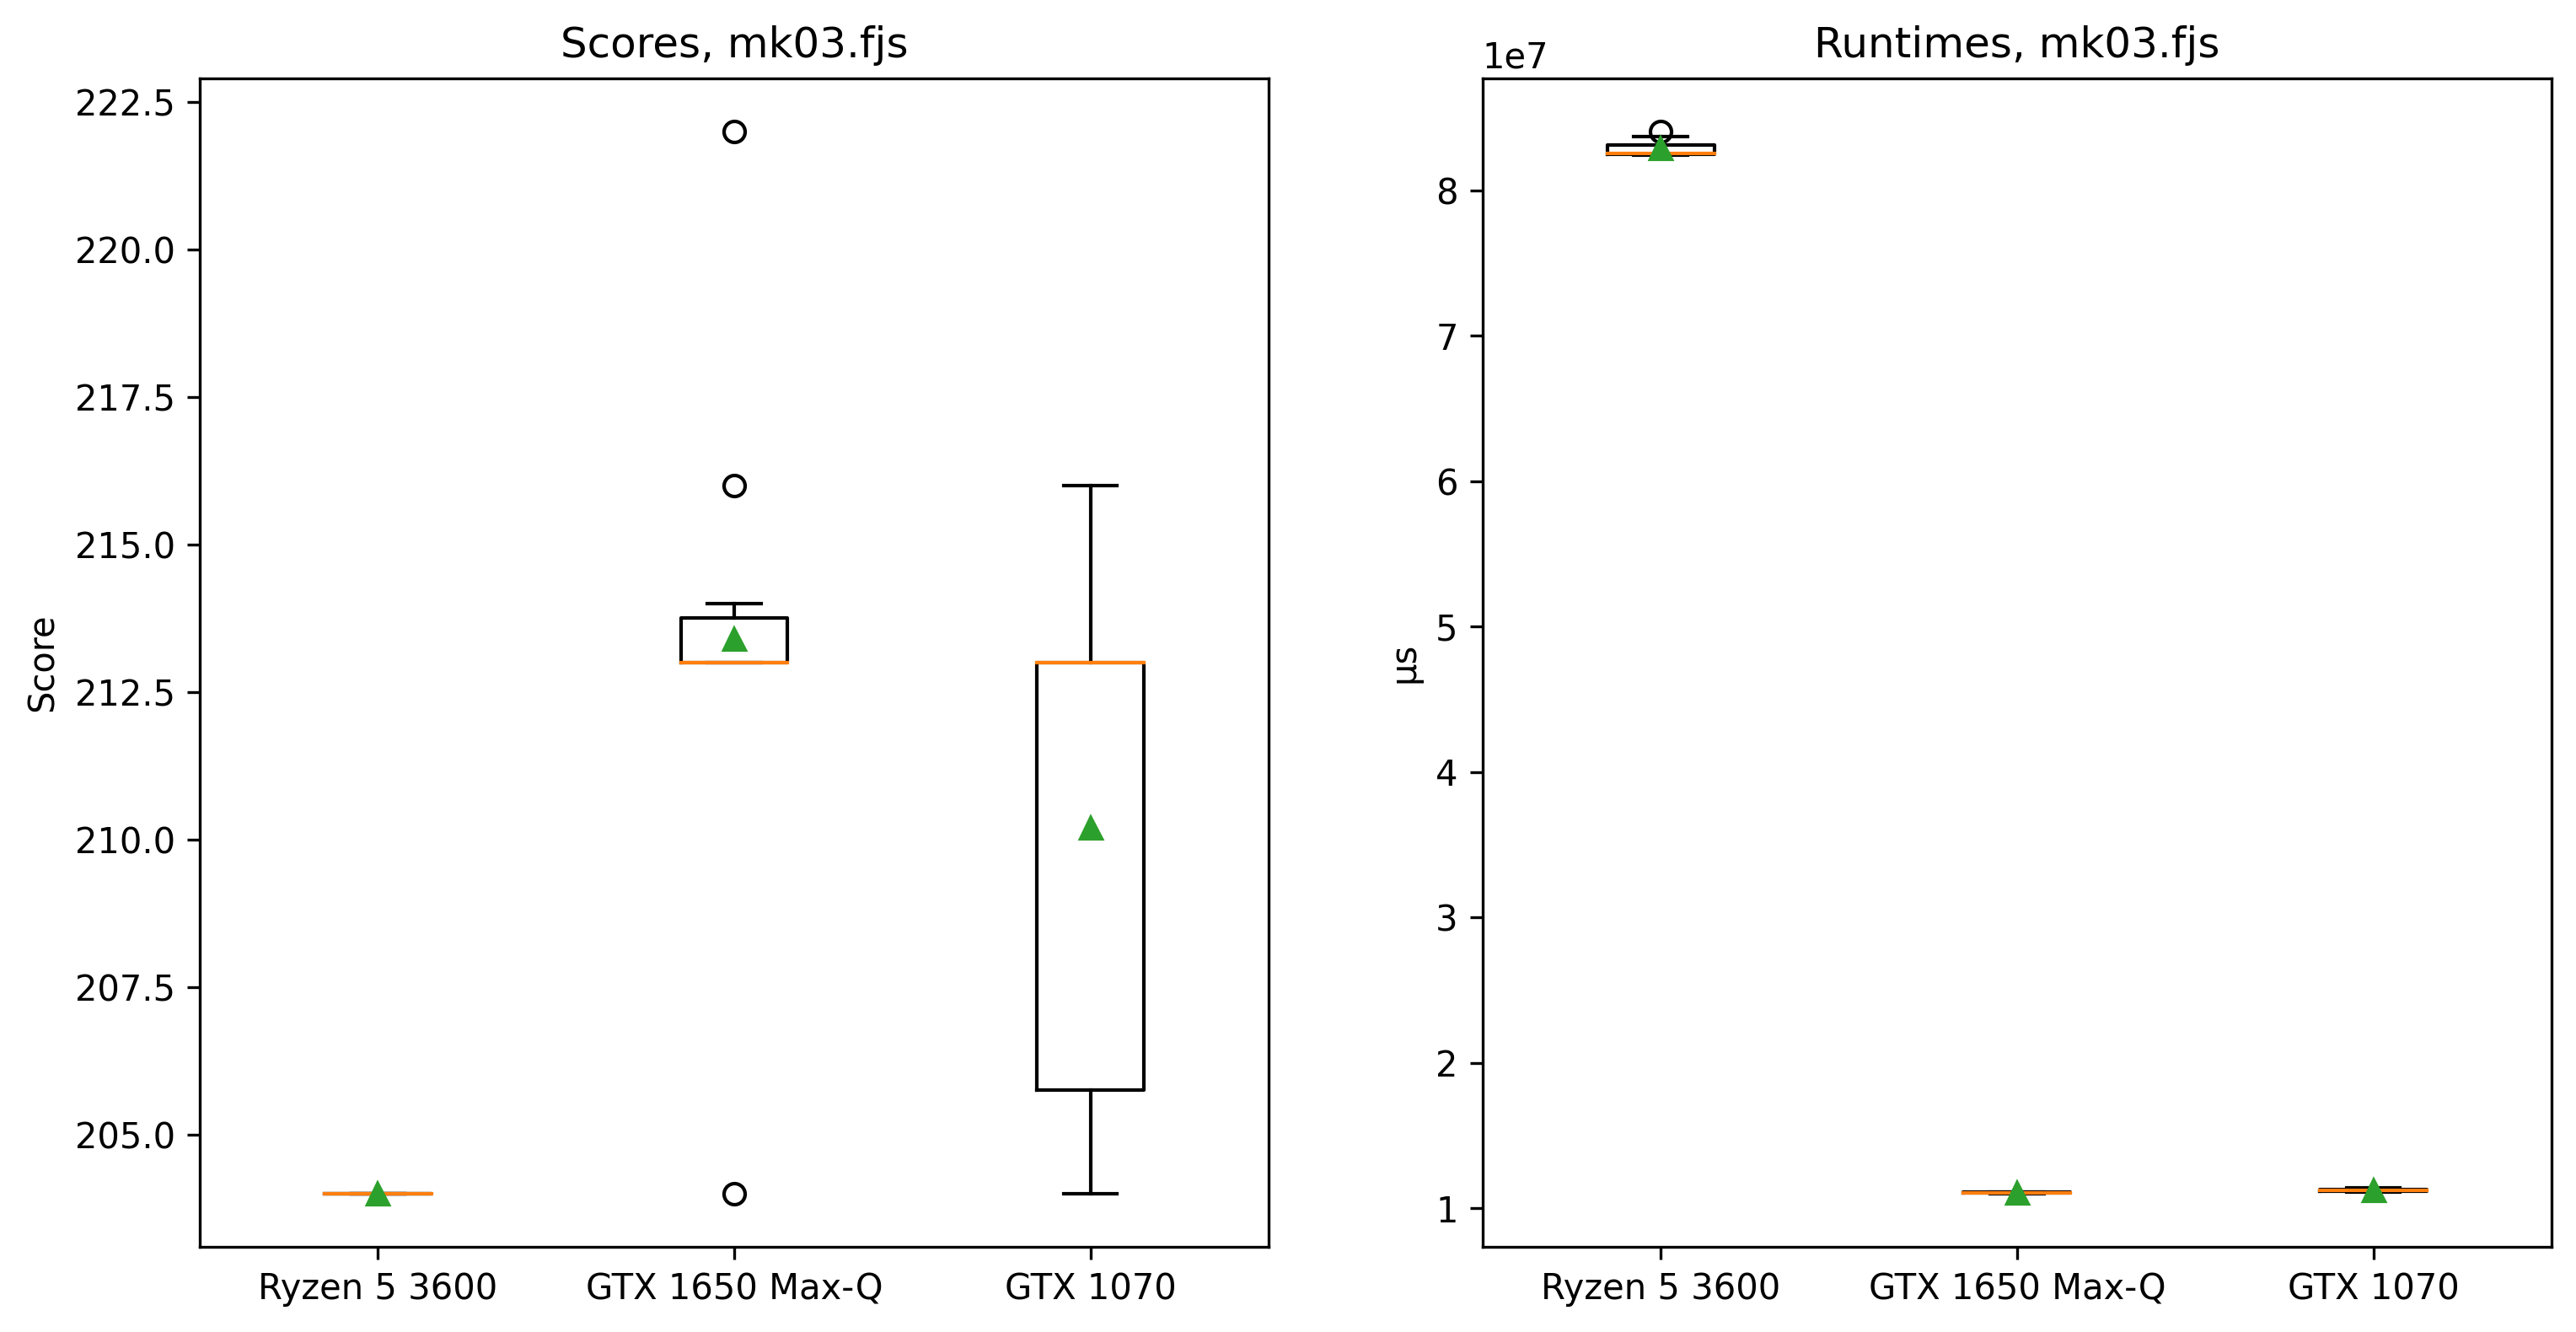 Scores, mk03.fjs
222.5
220.0
217.5
215.0
212.5
210.0
207.5
205.0
Score
Ryzen 5 3600
GTX 1650 Max-Q
GTX 1070
Runtimes, mk03.fjs
1e7
8
7
6
5
4
3
2
1
µs
Ryzen 5 3600
GTX 1650 Max-Q
GTX 1070